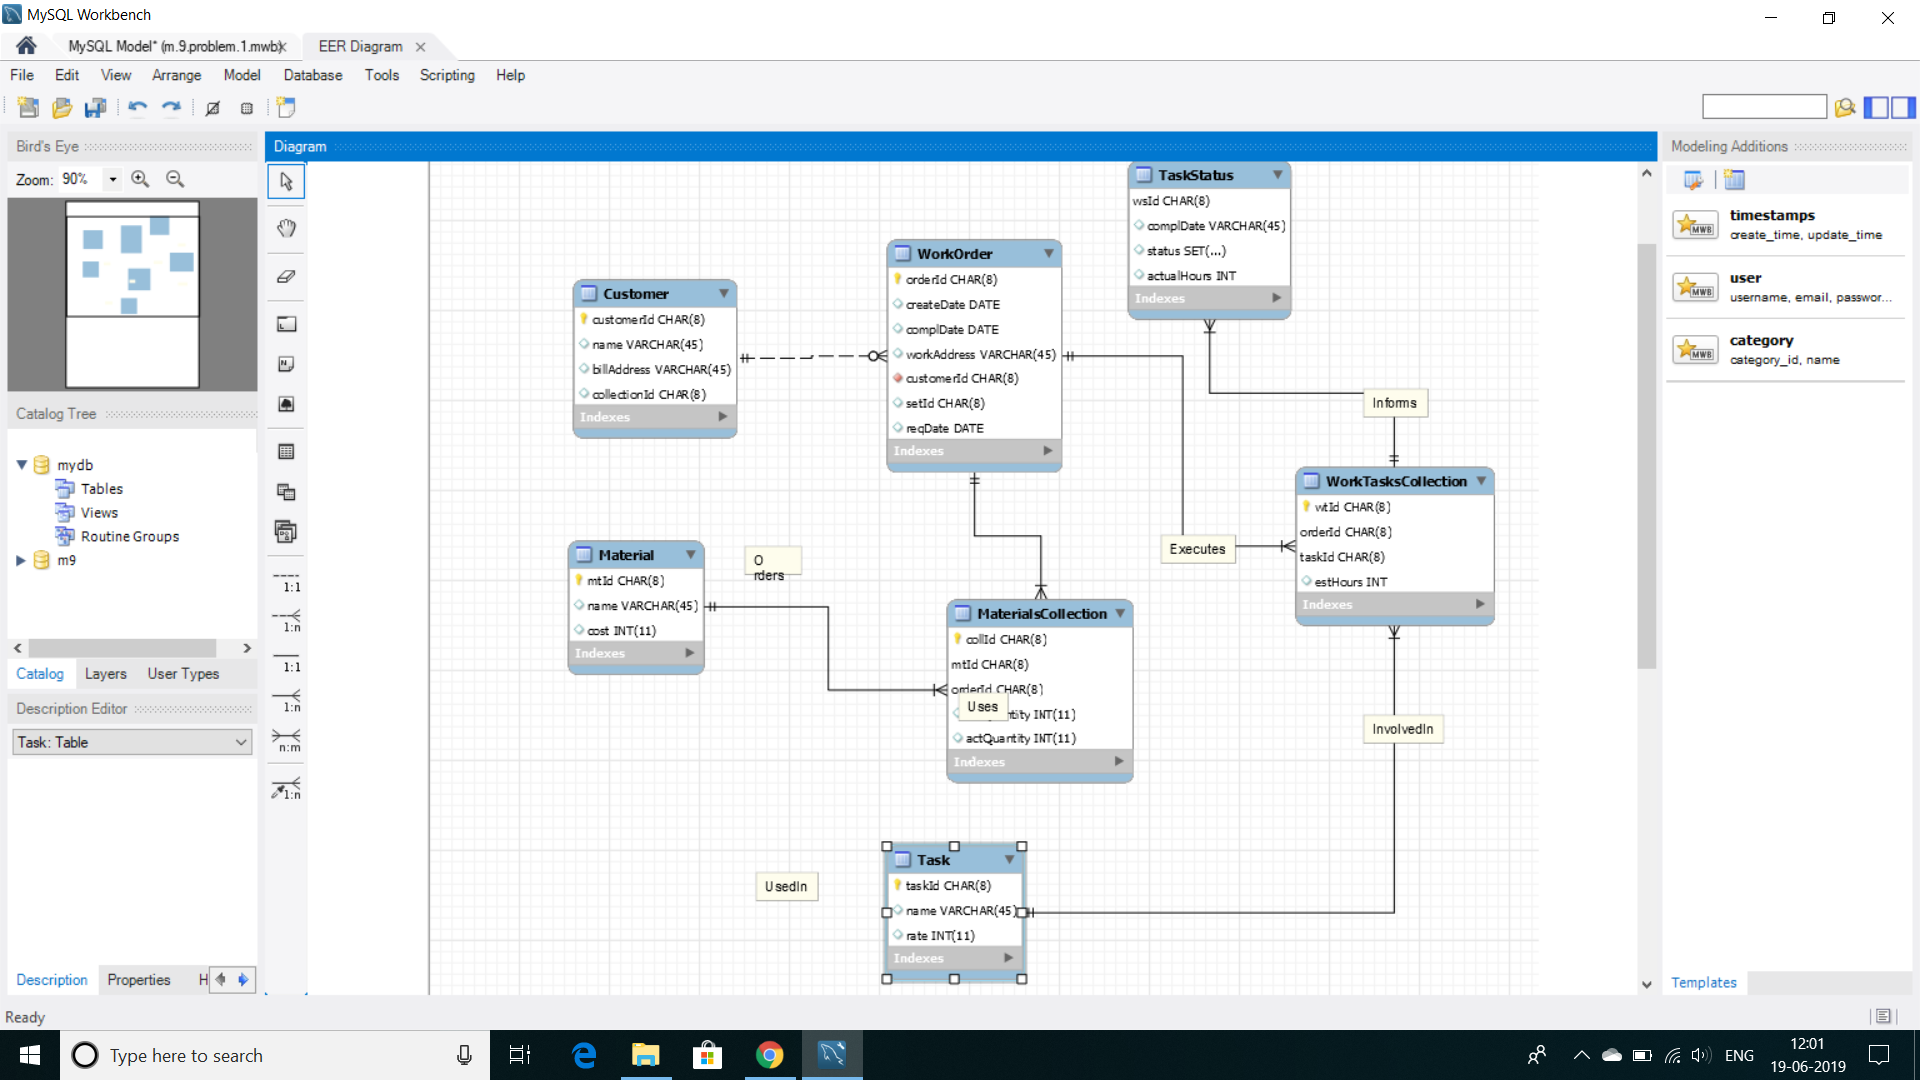 MySQL Workbench
MySQL Model* (m.9.problem.1.mwb)
EER Diagram
File Edit View Arrange Model Database Tools Scripting Help
Bird's Eye
Zoom: 90%
Catalog Tree
mydb
Tables
Views
Routine Groups
m9
Catalog Layers User Types
Description Editor
Task: Table
Description Properties H
Ready
Diagram
1:1
1:n
1:1
1:n
n:m
1:n
TaskStatus
wsId CHAR(8)
complDate VARCHAR(45)
status SET(...)
actualHours INT
Indexes
WorkOrder
orderId CHAR(8)
createDate DATE
complDate DATE
workAddress VARCHAR(45)
customerId CHAR(8)
setId CHAR(8)
reqDate DATE
Indexes
Customer
customerId CHAR(8)
name VARCHAR(45)
billAddress VARCHAR(45)
collectionId CHAR(8)
Indexes
Informs
WorkTasksCollection
wtId CHAR(8)
orderId CHAR(8)
taskId CHAR(8)
estHours INT
Indexes
Executes
Material
mtId CHAR(8)
name VARCHAR(45)
cost INT(11)
Indexes
O
rders
MaterialsCollection
collId CHAR(8)
mtId CHAR(8)
orderId CHAR(8)
Uses
tity INT(11)
actQuantity INT(11)
Indexes
InvolvedIn
UsedIn
Task
taskId CHAR(8)
name VARCHAR(45)
rate INT(11)
Indexes
Modeling Additions
MWB
timestamps
create_time, update_time
MWB
user
username, email, passwor...
MWB
category
category_id, name
Templates
Type here to search
ENG
12:01
19-06-2019